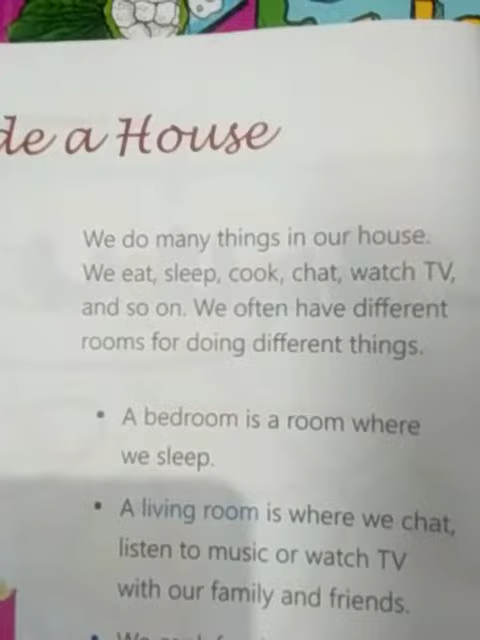 de a House
We do many things in our house.
We eat, sleep, cook, chat, watch TV,
and so on. We often have different
rooms for doing different things.
• A bedroom is a room where
we sleep.
• A living room is where we chat,
listen to music or watch TV
with our family and friends.
• We